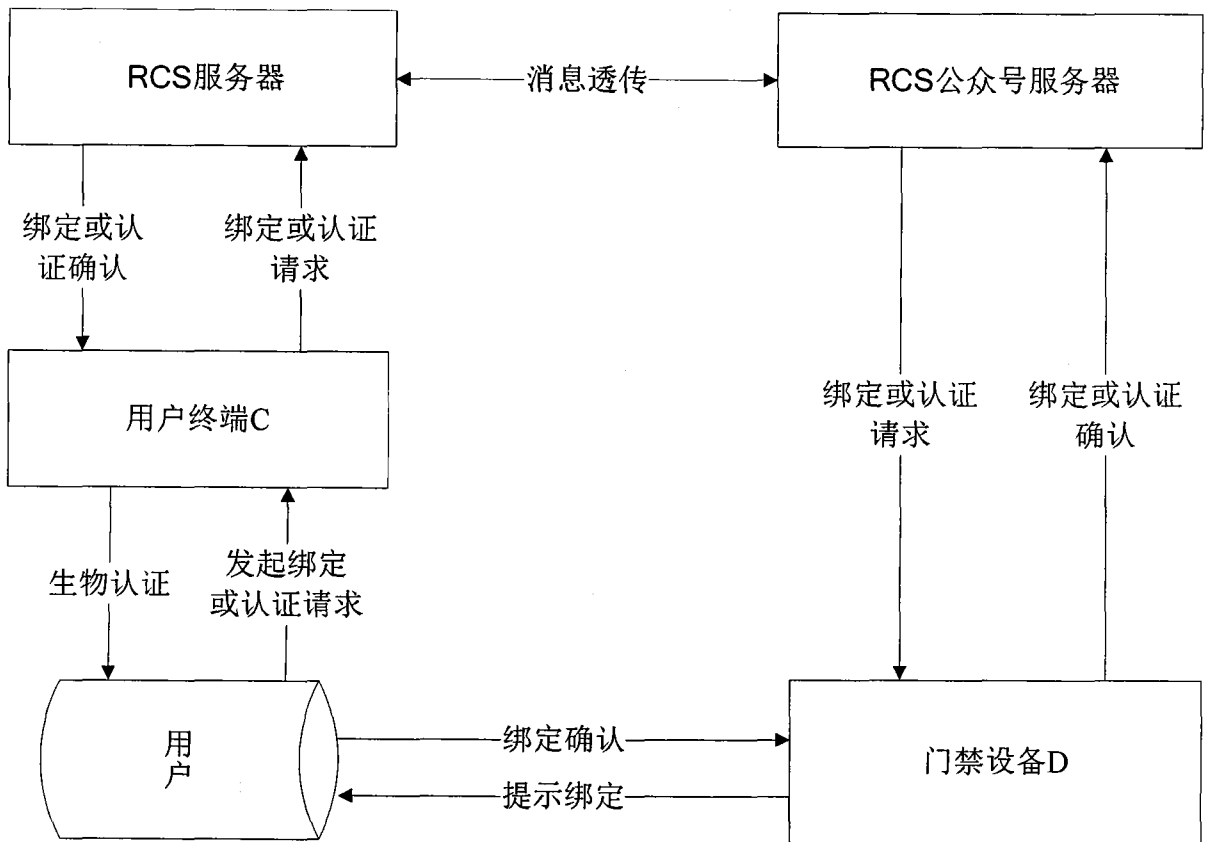 RCS服务器
消息透传
RCS公众号服务器
绑定或认
证确认
绑定或认证
请求
用户终端C
绑定或认证
请求
绑定或认证
确认
生物认证
发起绑定
或认证请求
用
户
绑定确认
提示绑定
门禁设备D